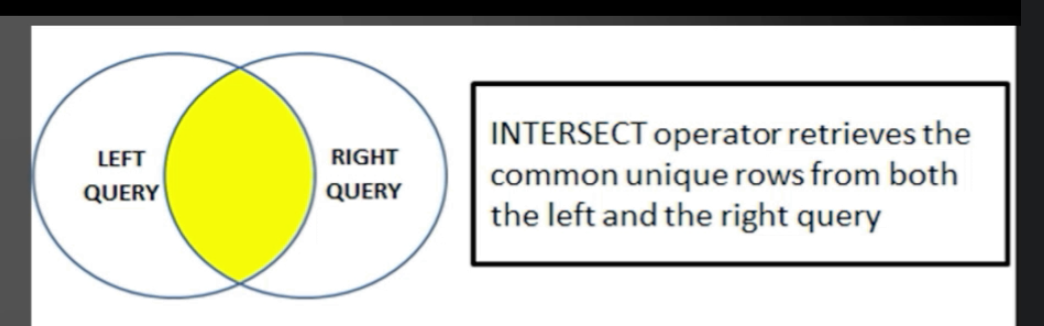 LEFT
QUERY
RIGHT
QUERY
INTERSECT operator retrieves the
common unique rows from both
the left and the right query